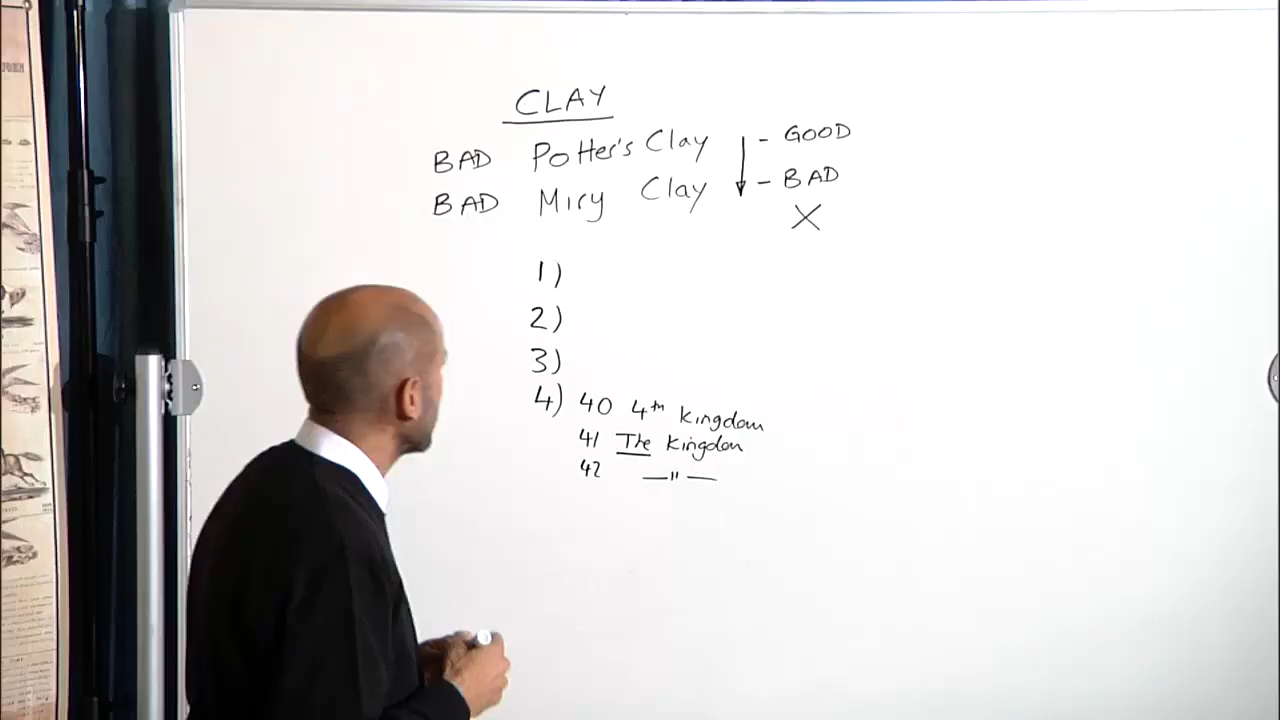 CLAY
BAD Potter's Clay - GOOD
BAD Miry Clay - BAD
X
1)
2)
3)
4) 40 4th kingdom
41 The kingdom
42 —"—